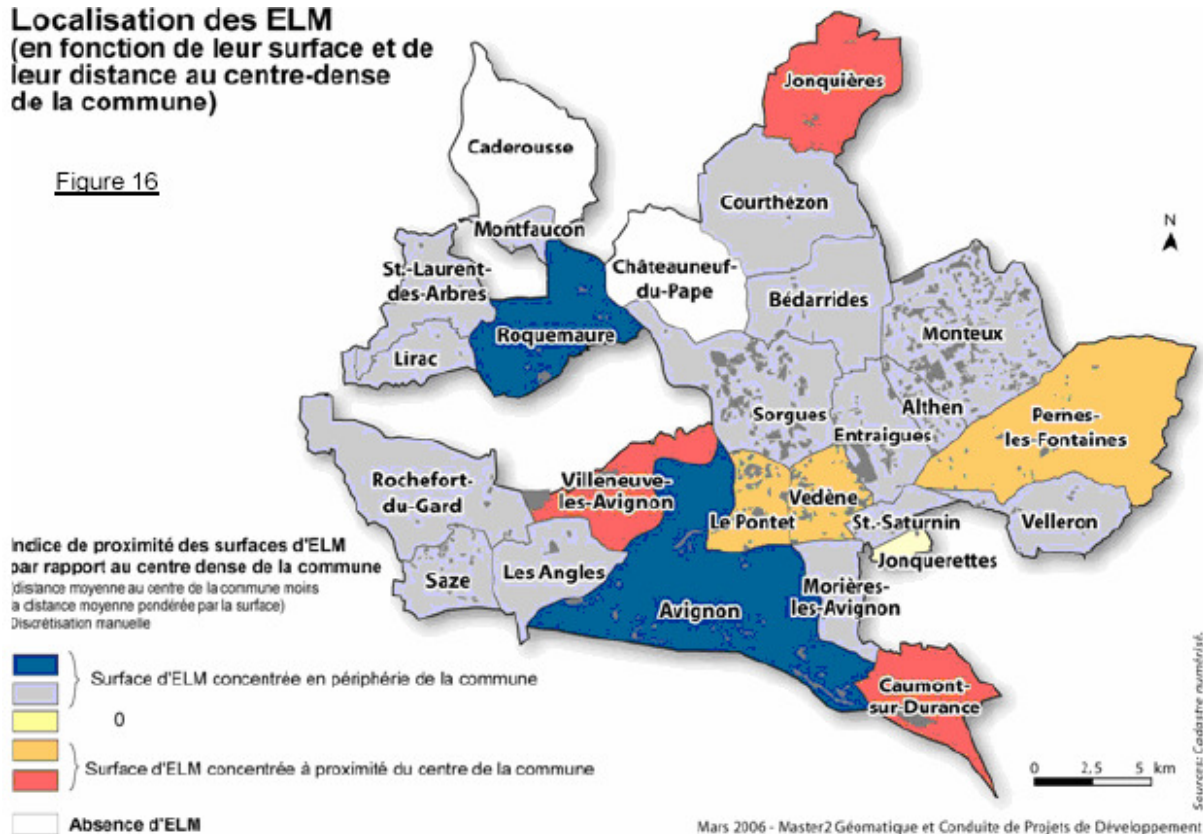 Localisation des ELM
(en fonction de leur surface et de
leur distance au centre-dense
de la commune)
Figure 16
Jonquières
Caderousse
Courthézon
N
Montfaucon
St.-Laurent-
des-Arbres
Châteauneuf-
du-Pape
Bédarrides
Monteux
Roquemaure
Lirac
Sorgues
Althen
Entraigues
Pernes-
les-Fontaines
Rochefort-
du-Gard
Villeneuve-
les-Avignon
Vedène
Le Pontet
St.-Saturnin
Velleron
Jonquerettes
Saze
Les Angles
Morières-
les-Avignon
Avignon
Caumont-
sur-Durance
Indice de proximité des surfaces d'ELM
par rapport au centre dense de la commune
(distance moyenne au centre de la commune moins
la distance moyenne pondérée par la surface)
Discrétisation manuelle
Surface d'ELM concentrée en périphérie de la commune
0
Surface d'ELM concentrée à proximité du centre de la commune
Absence d'ELM
0 2,5 5 km
Sources: Cadastre numérisé,
Mars 2006 - Master2 Géomatique et Conduite de Projets de Développement